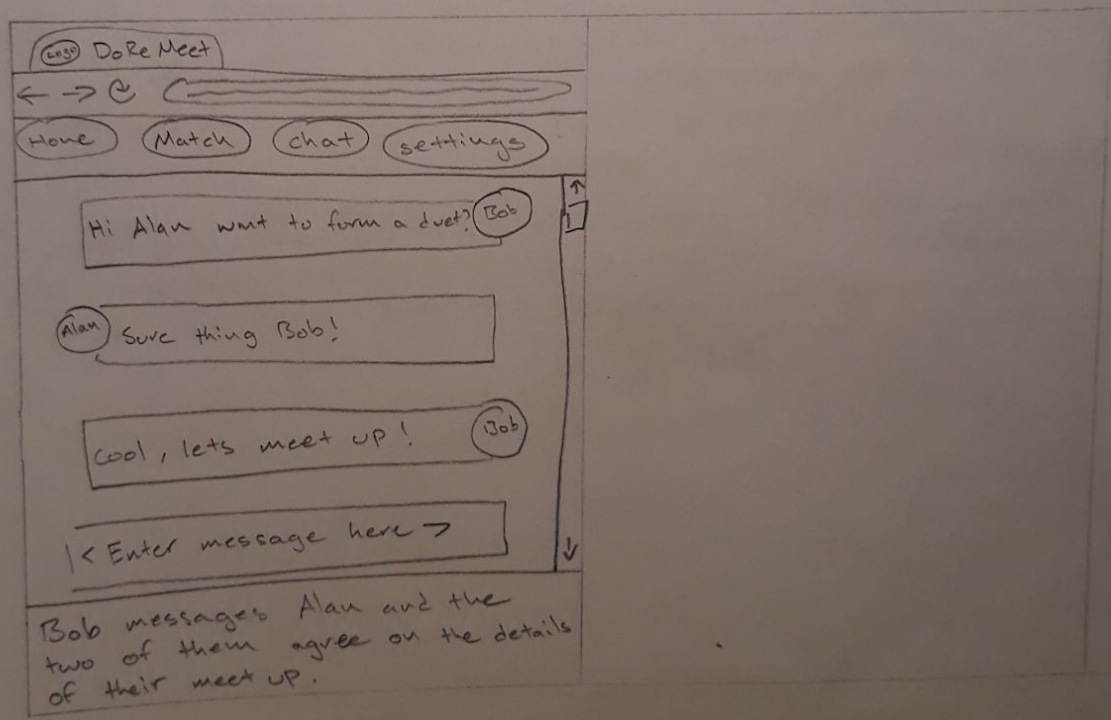 Logo DoRe Meet
Home Match chat settings
Hi Alan want to form a duet? Bob
Alan Sure thing Bob!
cool, lets meet up! Bob
< Enter message here >
Bob messages Alan and the
two of them agree on the details
of their meet up.